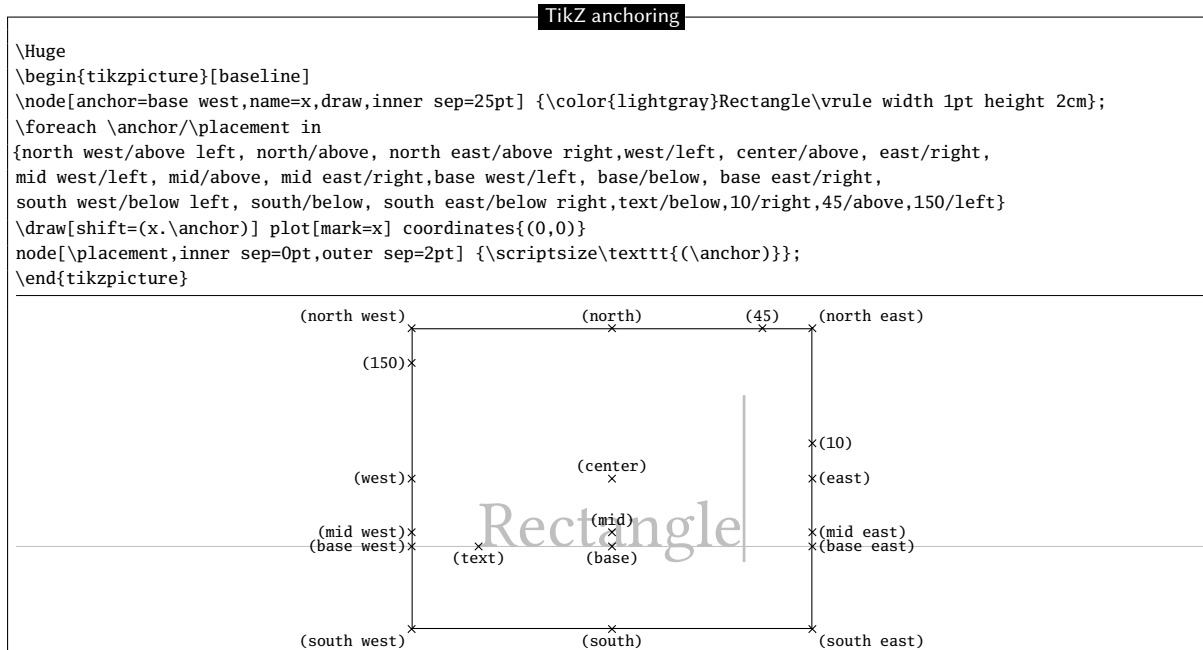 TikZ anchoring
\Huge
\begin{tikzpicture}[baseline]
\node[anchor=base west,name=x,draw,inner sep=25pt] {\color{lightgray}Rectangle\vrule width 1pt height 2cm};
\foreach \anchor/\placement in
{north west/above left, north/above, north east/above right,west/left, center/above, east/right,
mid west/left, mid/above, mid east/right,base west/left, base/below, base east/right,
south west/below left, south/below, south east/below right,text/below,10/right,45/above,150/left}
\draw[shift=(x.\anchor)] plot[mark=x] coordinates{(0,0)}
node[\placement,inner sep=0pt,outer sep=2pt] {\scriptsize\texttt{(\anchor)}};
\end{tikzpicture}
(north west) (north) (45) (north east)
(150)
(10)
(center)
(west) (east)
Rectangle
(mid)
(mid west) (mid east)
(base west) (base east)
(text) (base)
(south west) (south) (south east)